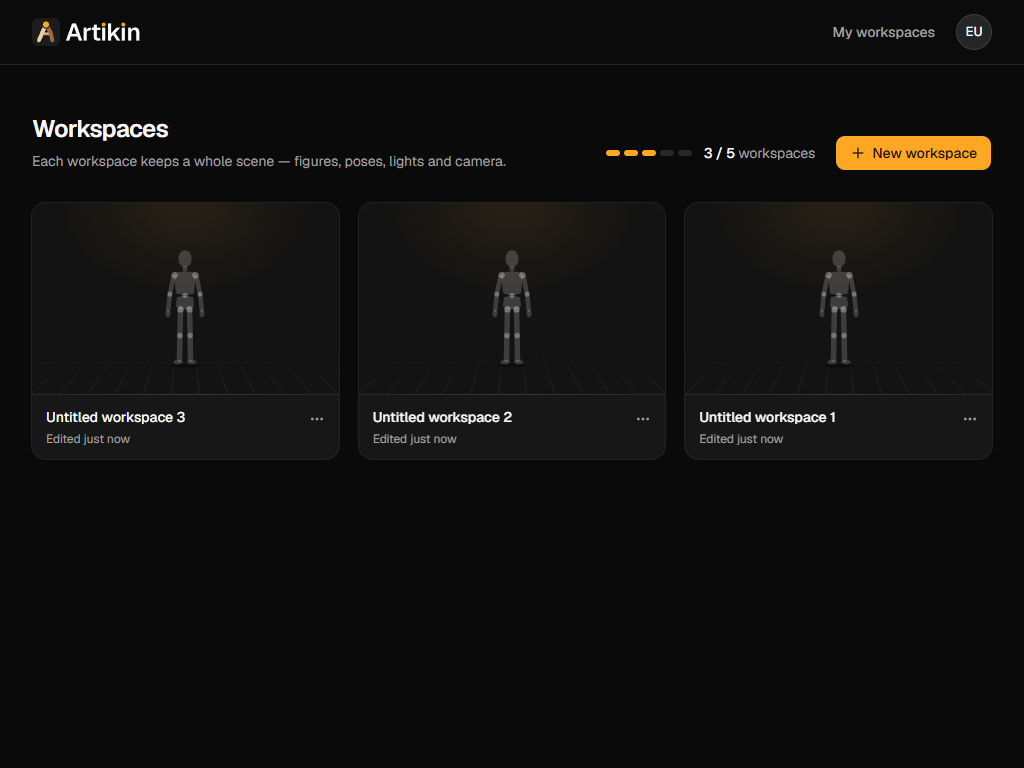 Artikin
My workspaces
EU
Workspaces
Each workspace keeps a whole scene — figures, poses, lights and camera.
3 / 5 workspaces
+ New workspace
Untitled workspace 3
Edited just now
Untitled workspace 2
Edited just now
Untitled workspace 1
Edited just now